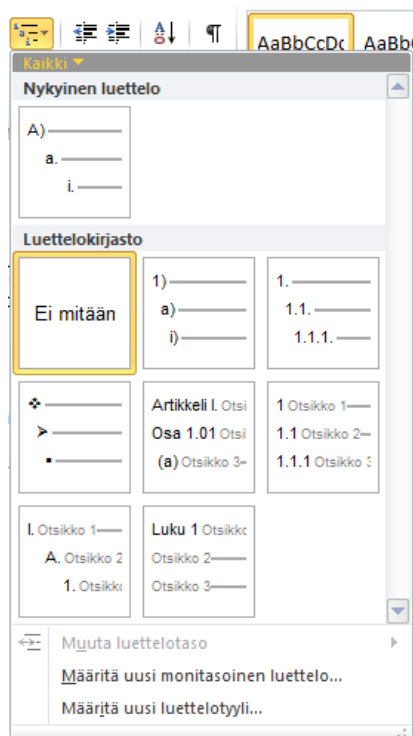 AaBbCcDc AaBb
Kaikki
Nykyinen luettelo
A)
a.
i.
Luettelokirjasto
Ei mitään
1)
a)
i)
1.
1.1.
1.1.1.
Artikkeli I. Otsi
Osa 1.01 Otsil
(a) Otsikko 3
1 Otsikko 1
1.1 Otsikko 2
1.1.1 Otsikko 3
I. Otsikko 1
A. Otsikko 2
1. Otsikko
Luku 1 Otsikko
Otsikko 2
Otsikko 3
Muuta luettelotaso
Määritä uusi monitasoinen luettelo...
Määritä uusi luettelotyyli...